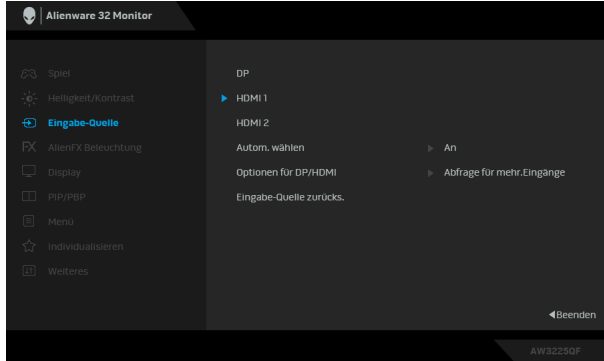 Alienware 32 Monitor
Spiel
Helligkeit/Kontrast
Eingabe-Quelle
FX AlienFX Beleuchtung
Display
PIP/PBP
Menü
Individualisieren
Weiteres
DP
HDMI 1
HDMI 2
Autom. wählen An
Optionen für DP/HDMI Abfrage für mehr.Eingänge
Eingabe-Quelle zurücks.
Beenden
AW3225QF